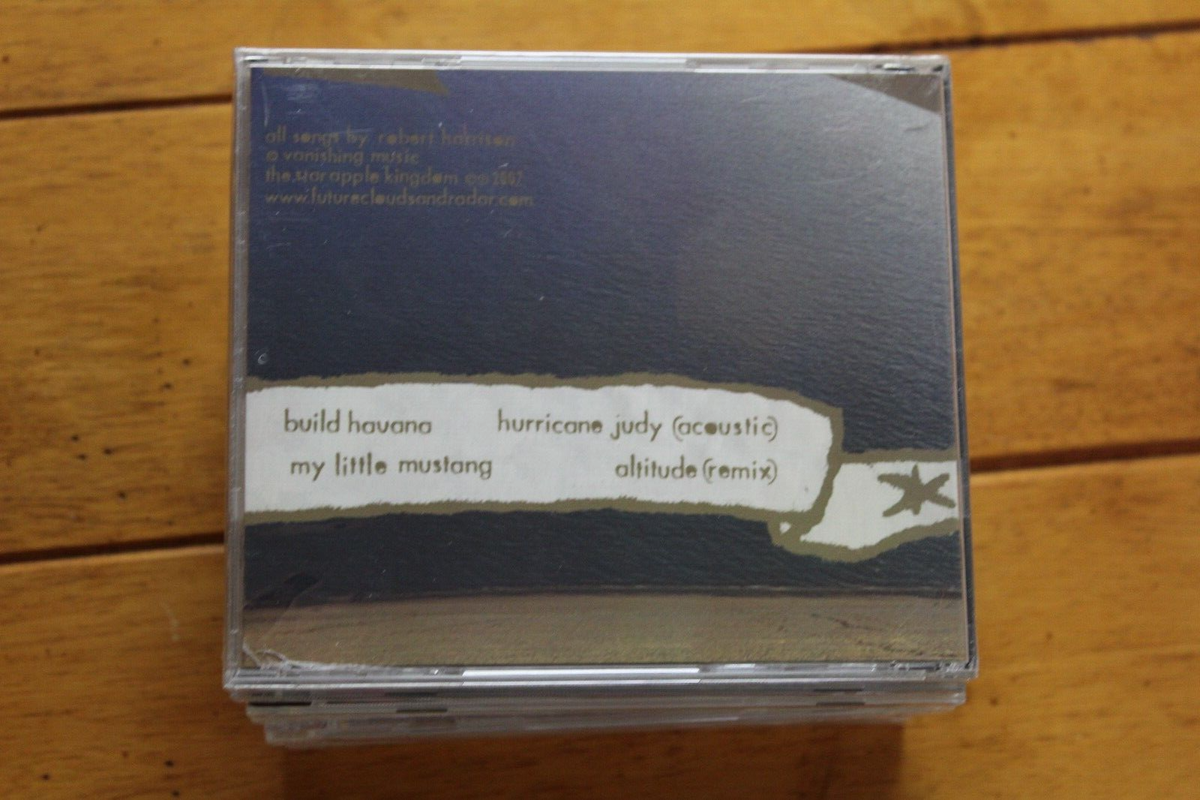 all songs by robert harrison
vanishing music
the star apple kingdom ©℗ 2007
www.futurecloudsandradar.com
build havana hurricane judy (acoustic)
my little mustang altitude (remix)